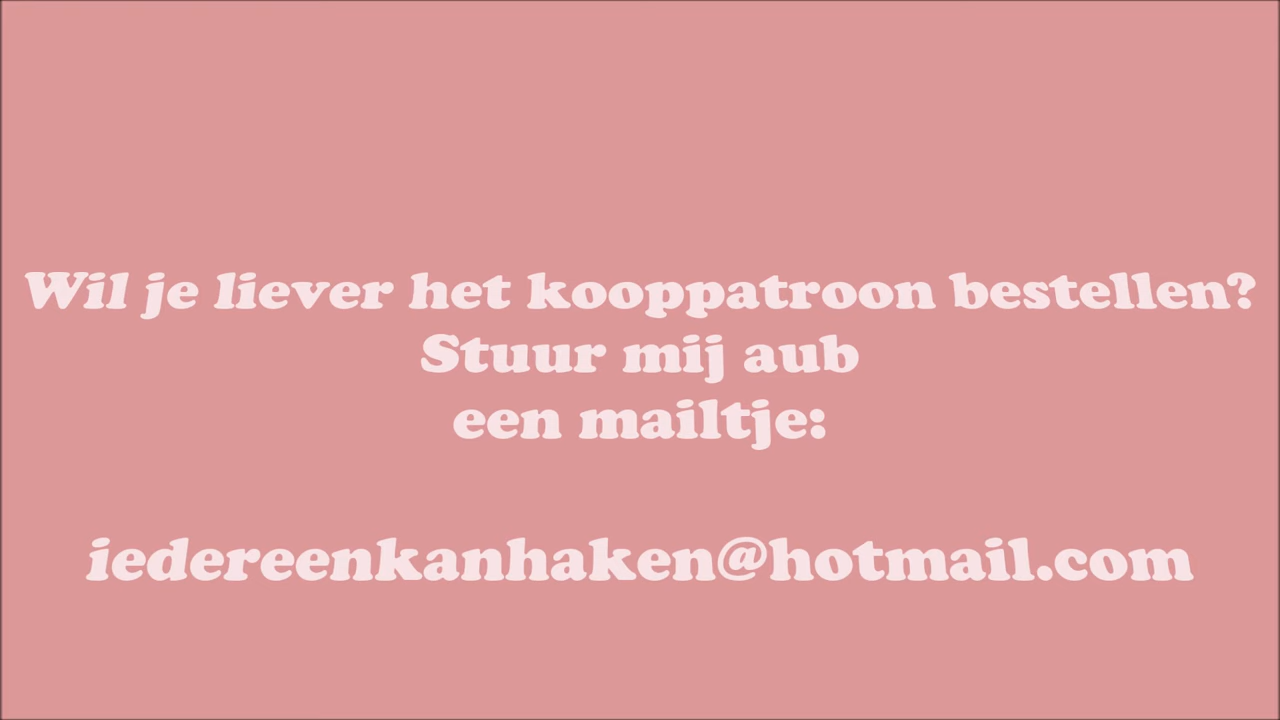 Wil je liever het kooppatroon bestellen?
Stuur mij aub
een mailtje:
iedereenkanhaken@hotmail.com